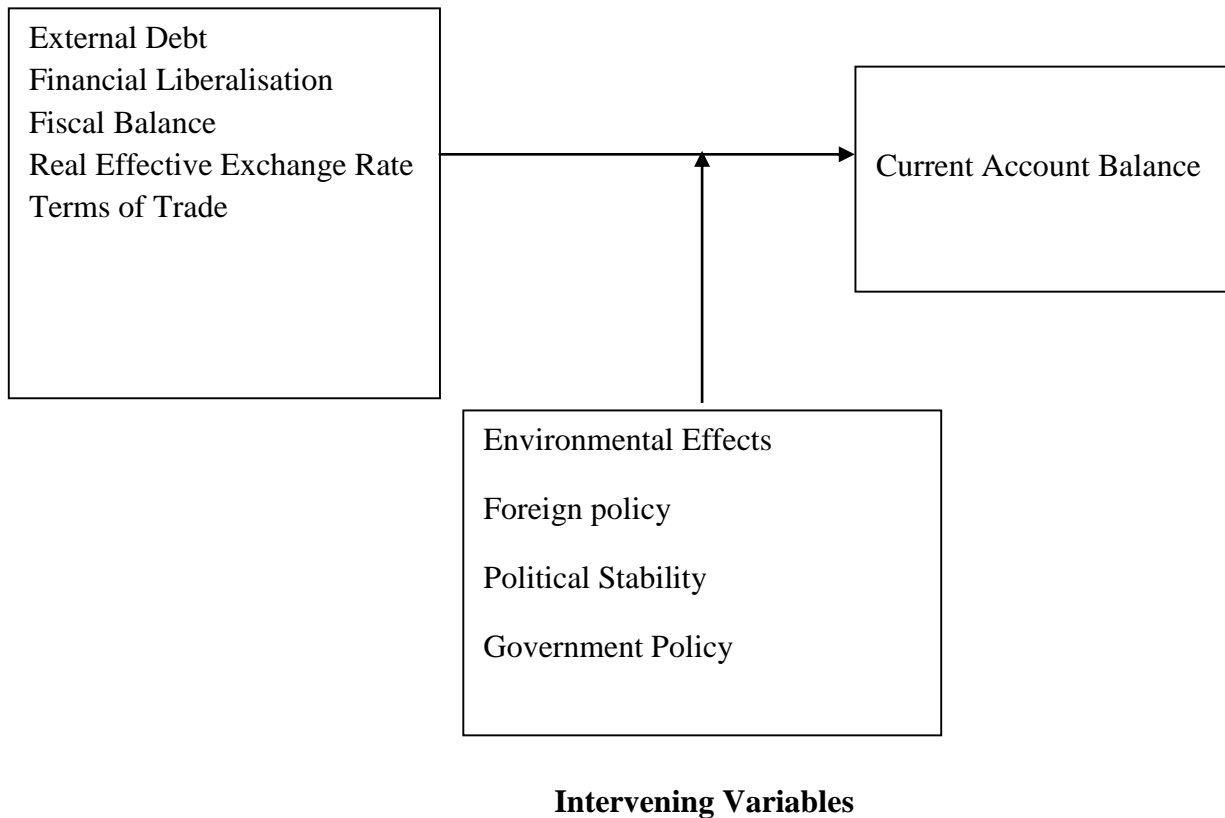 External Debt
Financial Liberalisation
Fiscal Balance
Real Effective Exchange Rate
Terms of Trade
Current Account Balance
Environmental Effects
Foreign policy
Political Stability
Government Policy
Intervening Variables